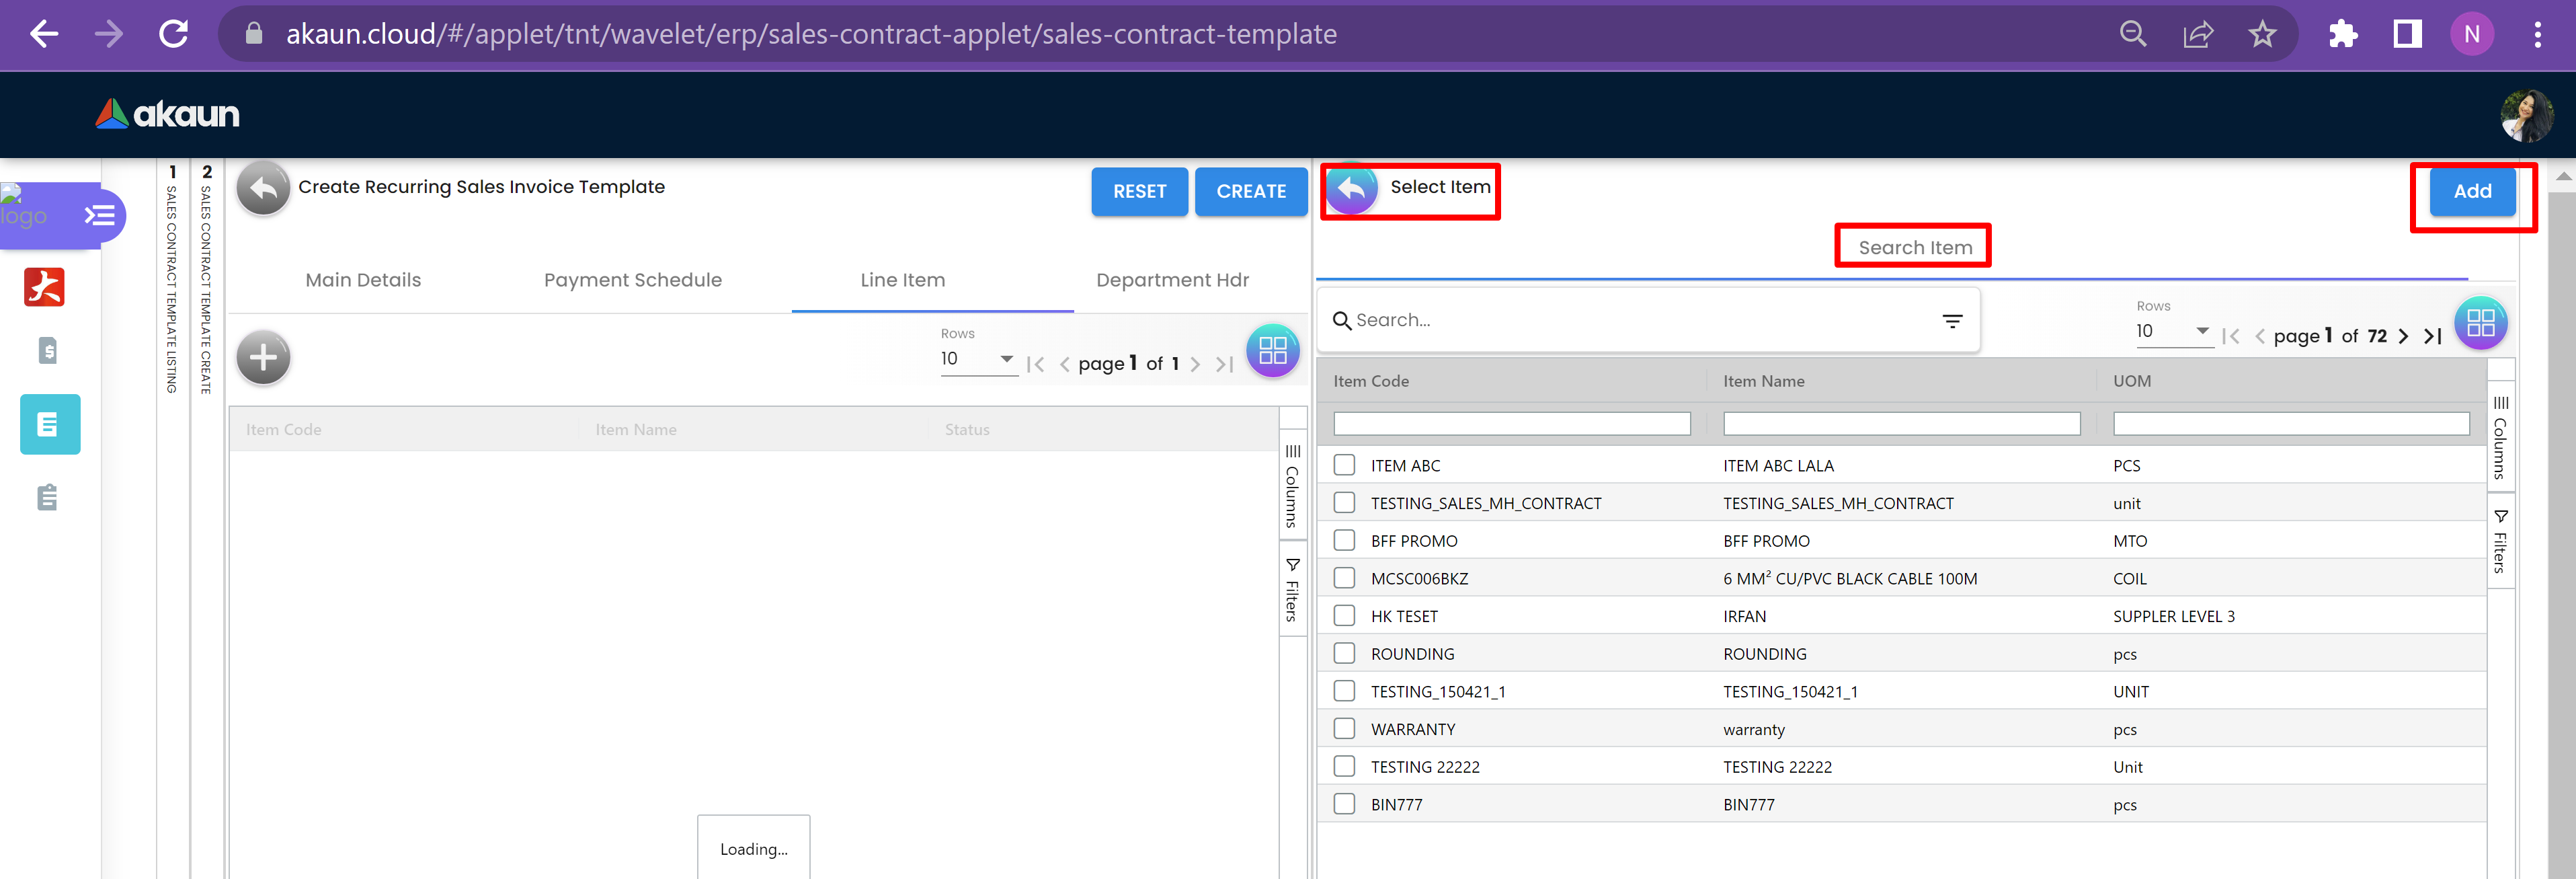 akaun.cloud/#/applet/tnt/wavelet/erp/sales-contract-applet/sales-contract-template
N
akaun
logo
1 SALES CONTRACT TEMPLATE LISTING
2 SALES CONTRACT TEMPLATE CREATE
Create Recurring Sales Invoice Template
RESET CREATE
Main Details Payment Schedule Line Item Department Hdr
Rows
10 page 1 of 1
Item Code Item Name Status
Columns
Filters
Loading...
Select Item
Add
Search Item
Search...
Rows
10 page 1 of 72
Item Code Item Name UOM
ITEM ABC ITEM ABC LALA PCS
TESTING_SALES_MH_CONTRACT TESTING_SALES_MH_CONTRACT unit
BFF PROMO BFF PROMO MTO
MCSC006BKZ 6 MM² CU/PVC BLACK CABLE 100M COIL
HK TESET IRFAN SUPPLER LEVEL 3
ROUNDING ROUNDING pcs
TESTING_150421_1 TESTING_150421_1 UNIT
WARRANTY warranty pcs
TESTING 22222 TESTING 22222 Unit
BIN777 BIN777 pcs
Columns
Filters